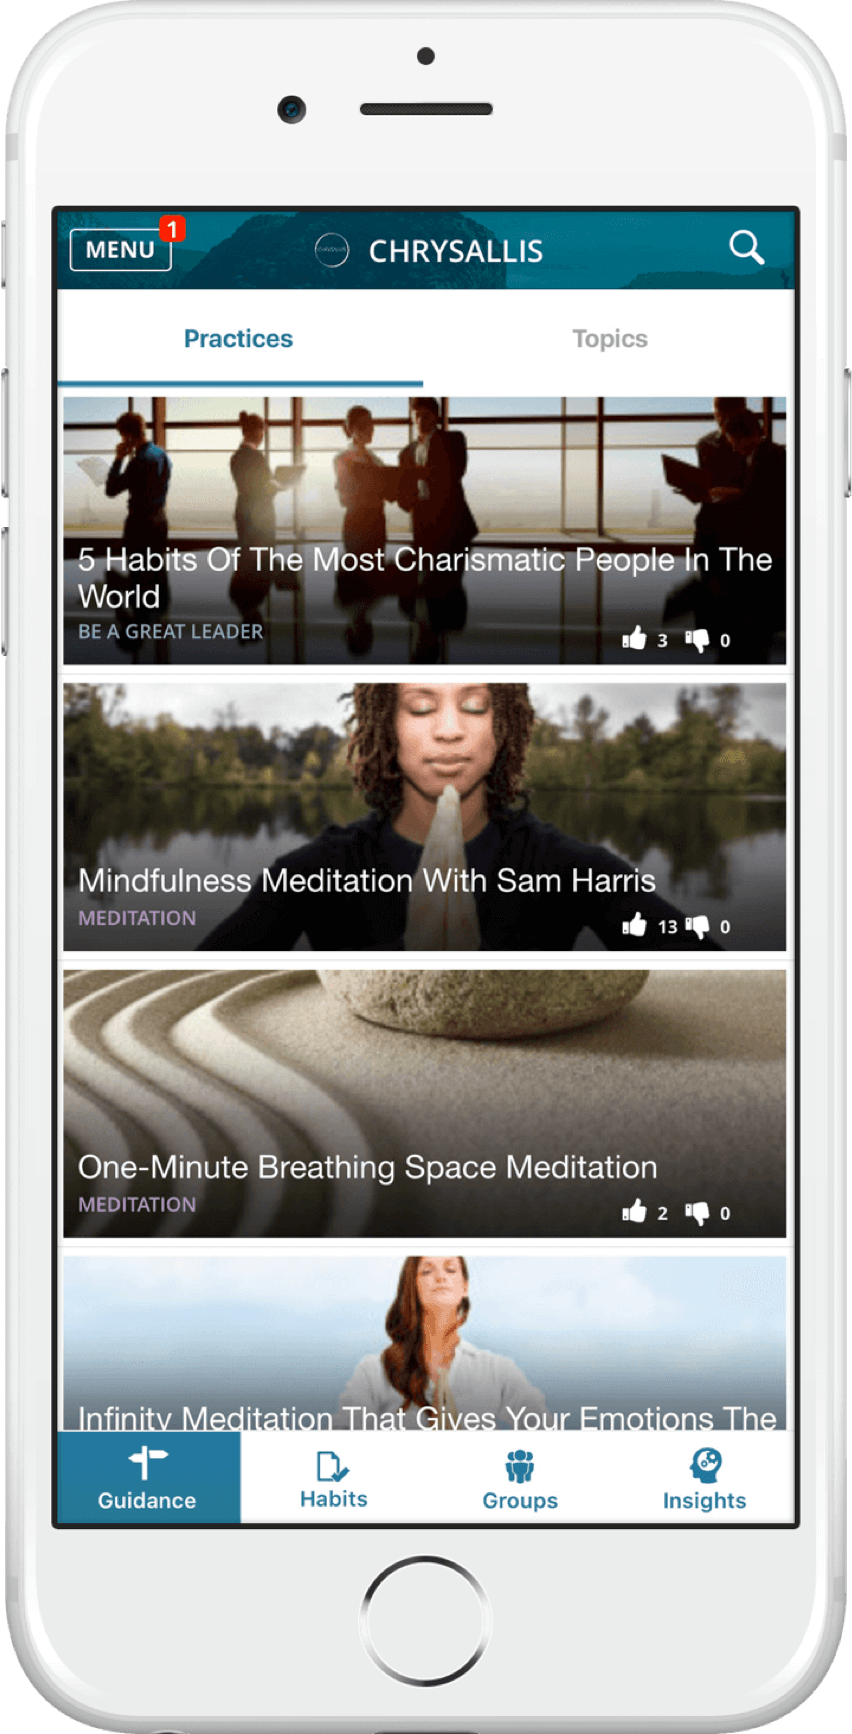 MENU
1
CHRYSALLIS
Practices
Topics
5 Habits Of The Most Charismatic People In The
World
BE A GREAT LEADER
3
0
Mindfulness Meditation With Sam Harris
MEDITATION
13
0
One-Minute Breathing Space Meditation
MEDITATION
2
0
Infinity Meditation That Gives Your Emotions The
Guidance
Habits
Groups
Insights